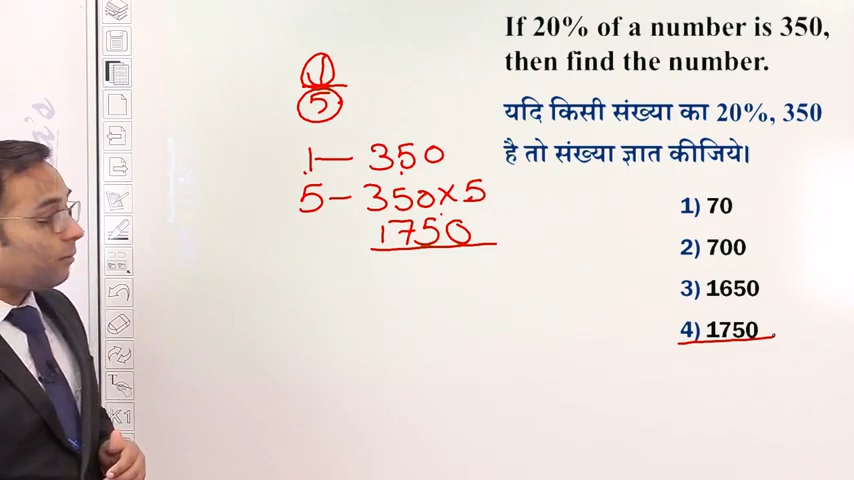 If 20% of a number is 350,
then find the number.
यदि किसी संख्या का 20%, 350
है तो संख्या ज्ञात कीजिये।
1) 70
2) 700
3) 1650
4) 1750
1
5
1 — 350
5 — 350 × 5
1750
K1